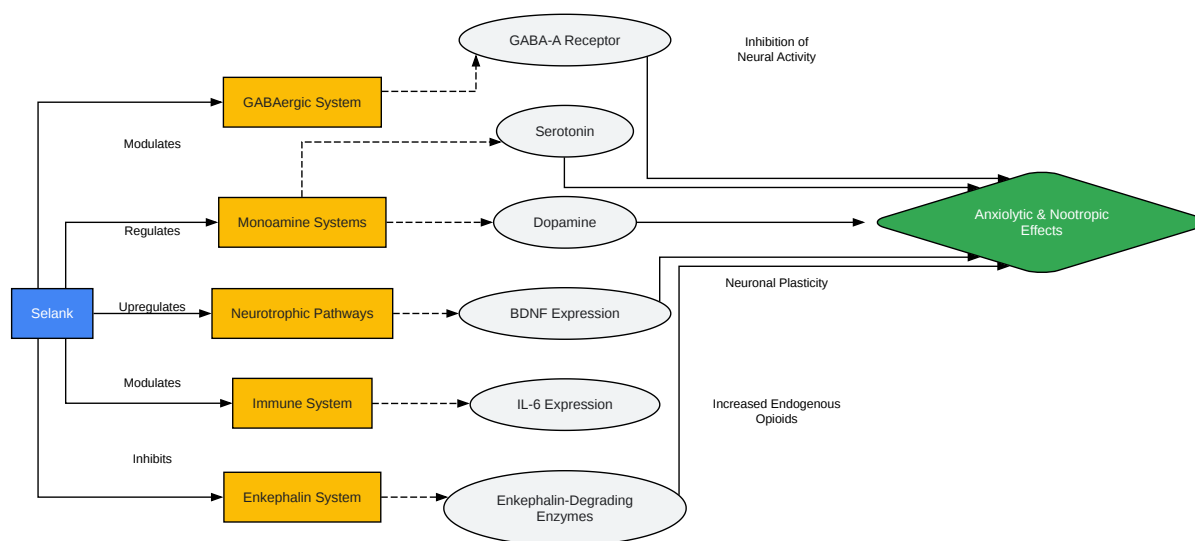 GABA-A Receptor
Inhibition of
Neural Activity
GABAergic System
Modulates
Serotonin
Monoamine Systems
Regulates
Dopamine
Anxiolytic & Nootropic
Effects
Selank
Upregulates
Neurotrophic Pathways
BDNF Expression
Neuronal Plasticity
Modulates
Immune System
IL-6 Expression
Increased Endogenous
Opioids
Inhibits
Enkephalin System
Enkephalin-Degrading
Enzymes